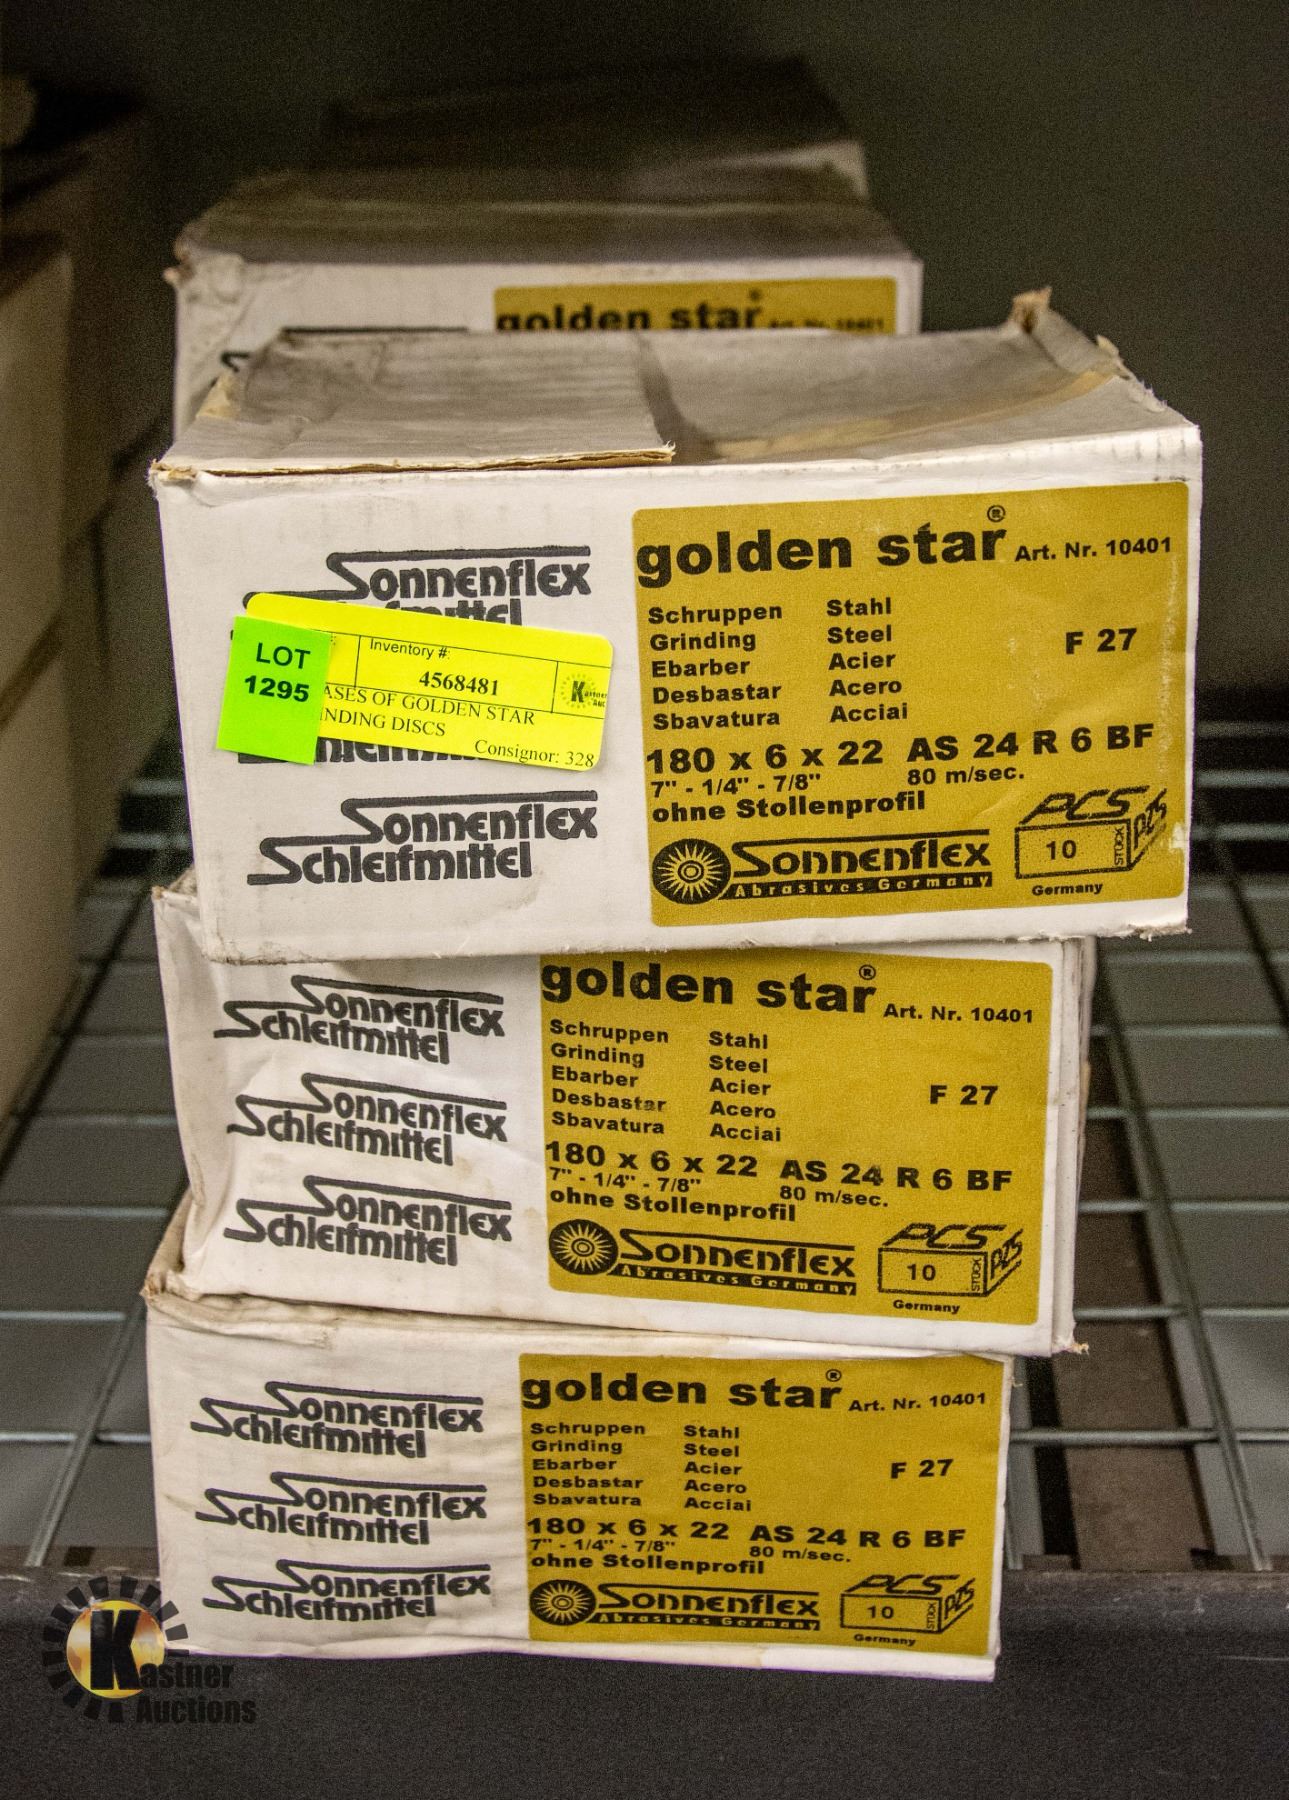 golden star® Art. Nr. 10401
golden star® Art. Nr. 10401
Schruppen Stahl
Grinding Steel
Ebarber Acier
Desbastar Acero
Sbavatura Acciai
F 27
180 x 6 x 22 AS 24 R 6 BF
7" - 1/4" - 7/8" 80 m/sec.
ohne Stollenprofil
Sonnenflex
Abrasives Germany
PCS PZS
10 STÜCK
Germany
Sonnenflex
LOT
1295
Inventory #:
4568481
Kastner
ASES OF GOLDEN STAR
INDING DISCS
Consignor: 328
Sonnenflex
Schleifmittel
golden star® Art. Nr. 10401
Schruppen Stahl
Grinding Steel
Ebarber Acier
Desbastar Acero
Sbavatura Acciai
F 27
180 x 6 x 22 AS 24 R 6 BF
7" - 1/4" - 7/8" 80 m/sec.
ohne Stollenprofil
Sonnenflex
Abrasives Germany
PCS PZS
10 STÜCK
Germany
Sonnenflex
Schleifmittel
Sonnenflex
Schleifmittel
Sonnenflex
Schleifmittel
golden star® Art. Nr. 10401
Schruppen Stahl
Grinding Steel
Ebarber Acier
Desbastar Acero
Sbavatura Acciai
F 27
180 x 6 x 22 AS 24 R 6 BF
7" - 1/4" - 7/8" 80 m/sec.
ohne Stollenprofil
Sonnenflex
Abrasives Germany
PCS PZS
10 STÜCK
Germany
Sonnenflex
Schleifmittel
Sonnenflex
Schleifmittel
Sonnenflex
Schleifmittel
Kastner
Auctions